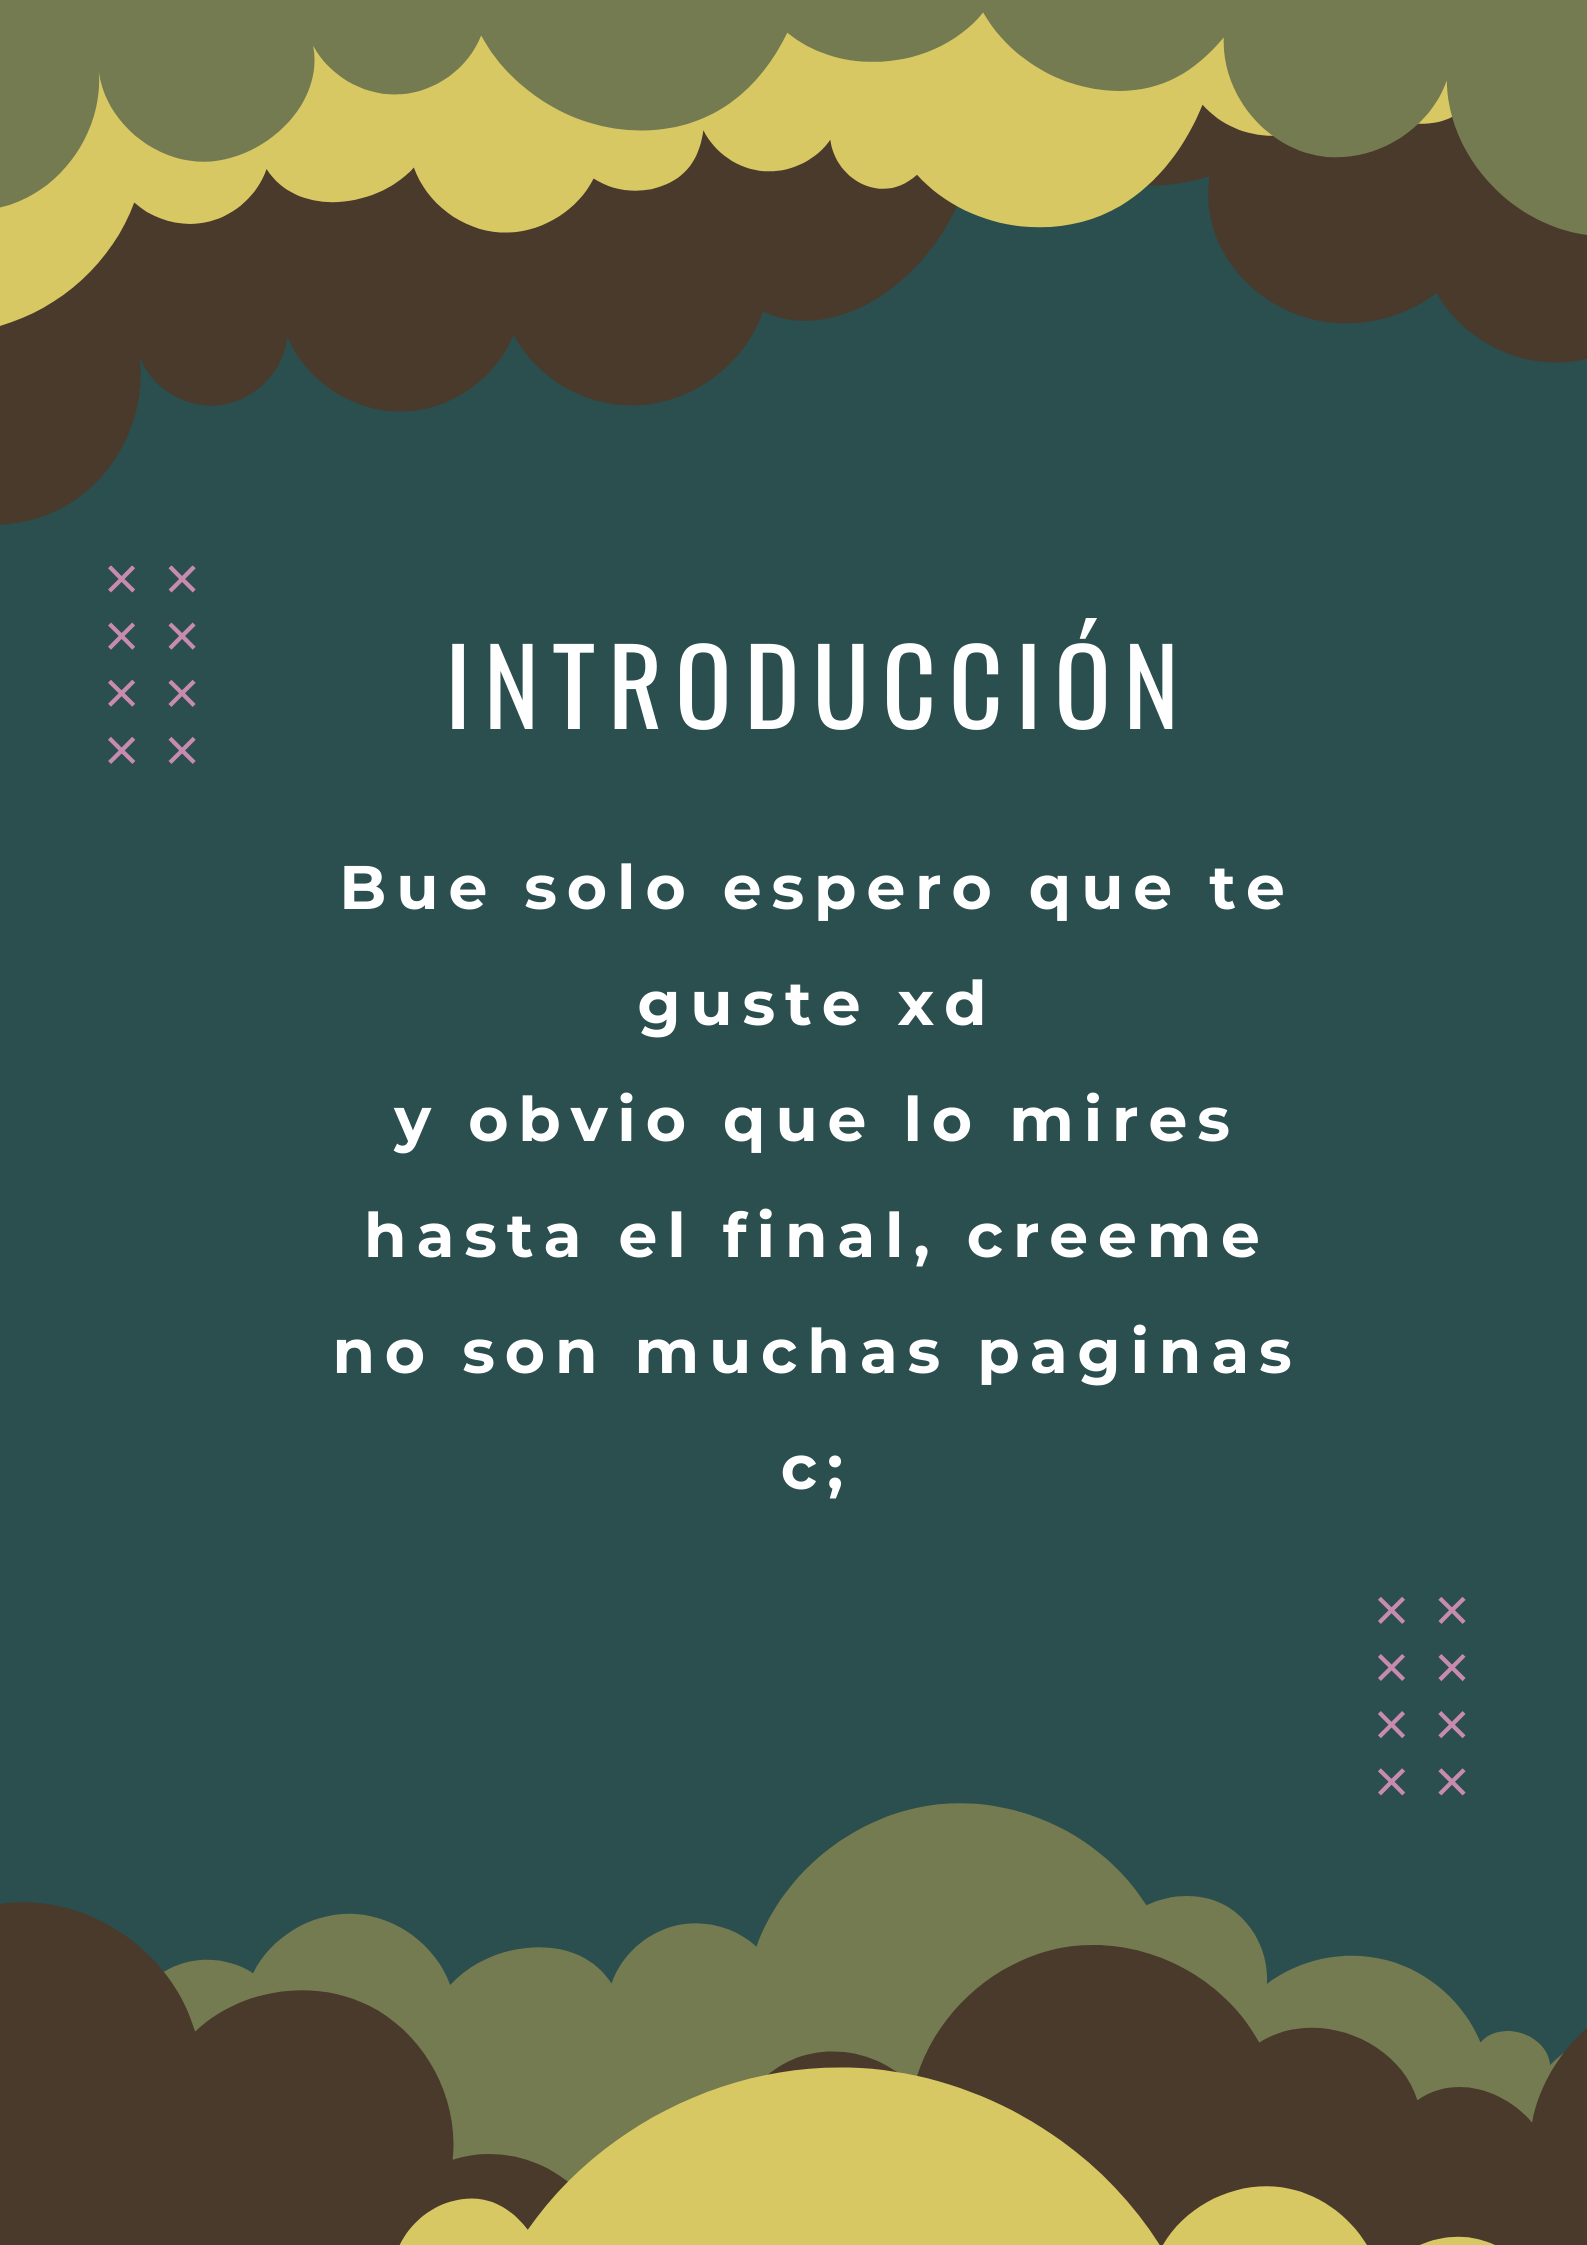 INTRODUCCIÓN
Bue solo espero que te
guste xd
y obvio que lo mires
hasta el final, creeme
no son muchas paginas
c;